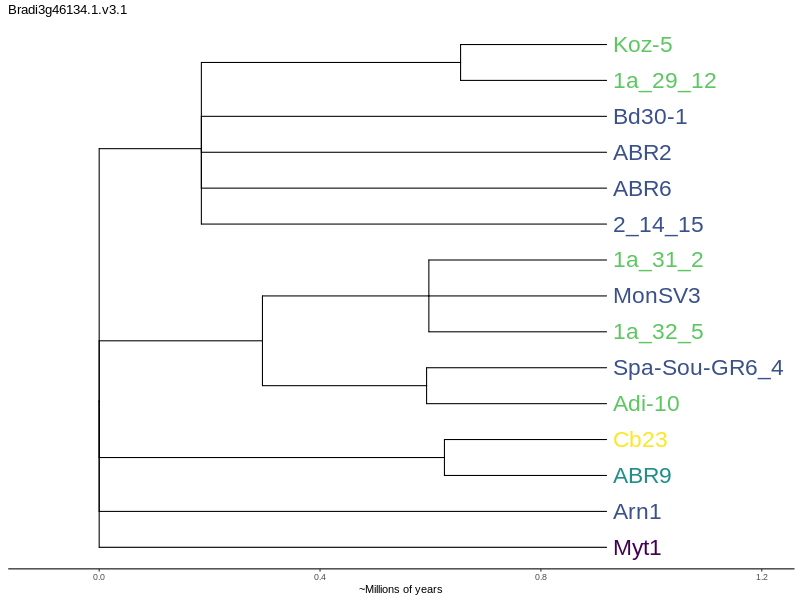 Bradi3g46134.1.v3.1
Koz-5
1a_29_12
Bd30-1
ABR2
ABR6
2_14_15
1a_31_2
MonSV3
1a_32_5
Spa-Sou-GR6_4
Adi-10
Cb23
ABR9
Arn1
Myt1
0.0 0.4 0.8 1.2
~Millions of years